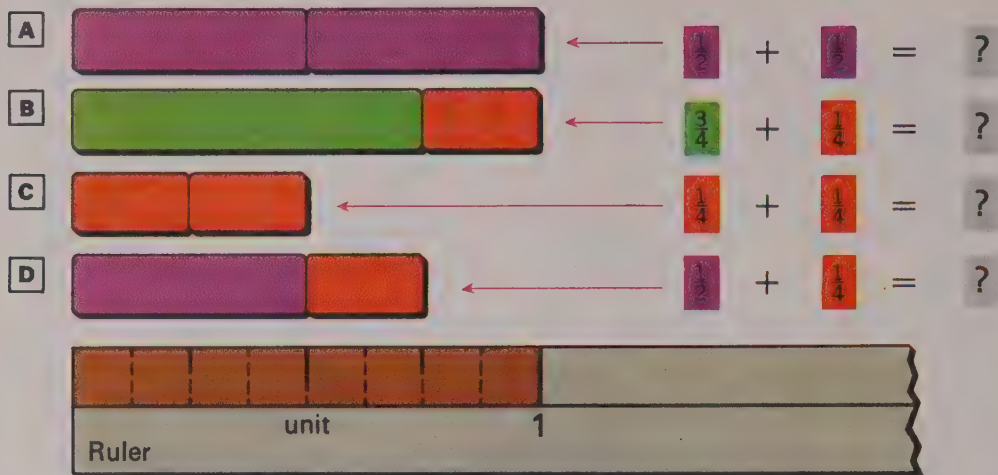 A 1/2 + 1/2 = ?
B 3/4 + 1/4 = ?
C 1/4 + 1/4 = ?
D 1/2 + 1/4 = ?
unit 1
Ruler